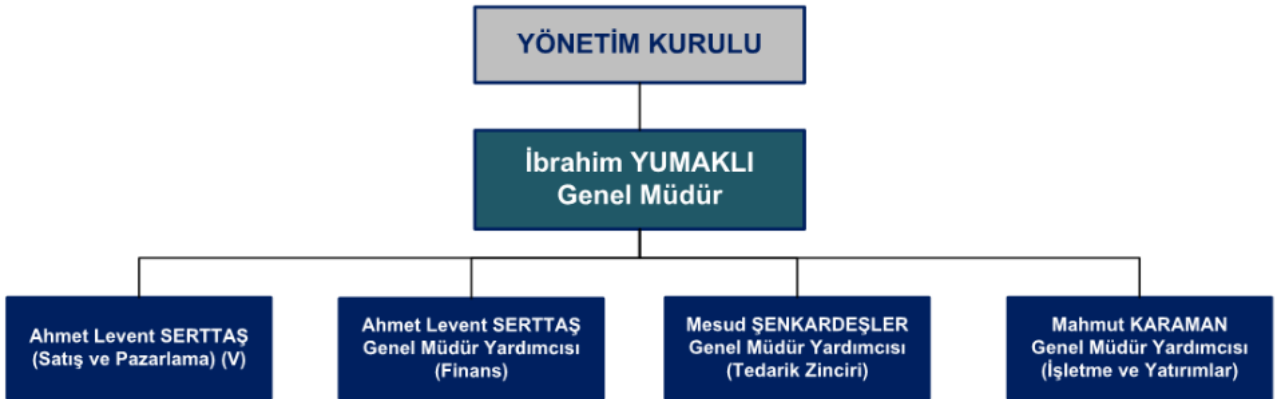 YÖNETİM KURULU
İbrahim YUMAKLI
Genel Müdür
Ahmet Levent SERTTAŞ
(Satış ve Pazarlama) (V)
Ahmet Levent SERTTAŞ
Genel Müdür Yardımcısı
(Finans)
Mesud ŞENKARDEŞLER
Genel Müdür Yardımcısı
(Tedarik Zinciri)
Mahmut KARAMAN
Genel Müdür Yardımcısı
(İşletme ve Yatırımlar)